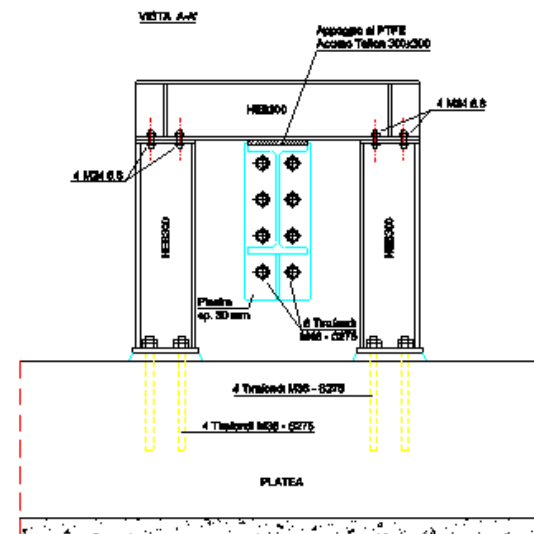 VISTA A-A'
Appoggio al PTFE
Acciaio Teflon 300x300
HEB300
4 M24 8.8
4 M24 8.8
HEB300
HEB300
Piastra
sp. 30 mm
8 Tirafondi
M36 - S275
4 Tirafondi M36 - S275
4 Tirafondi M36 - S275
PLATEA